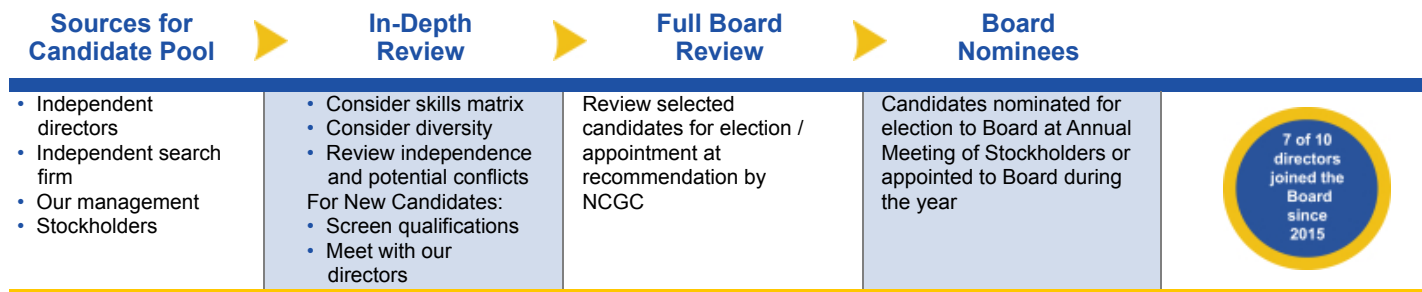 Sources for
Candidate Pool
In-Depth
Review
Full Board
Review
Board
Nominees
• Independent
directors
• Independent search
firm
• Our management
• Stockholders
• Consider skills matrix
• Consider diversity
• Review independence
and potential conflicts
For New Candidates:
• Screen qualifications
• Meet with our
directors
Review selected
candidates for election /
appointment at
recommendation by
NCGC
Candidates nominated for
election to Board at Annual
Meeting of Stockholders or
appointed to Board during
the year
7 of 10
directors
joined the
Board
since
2015